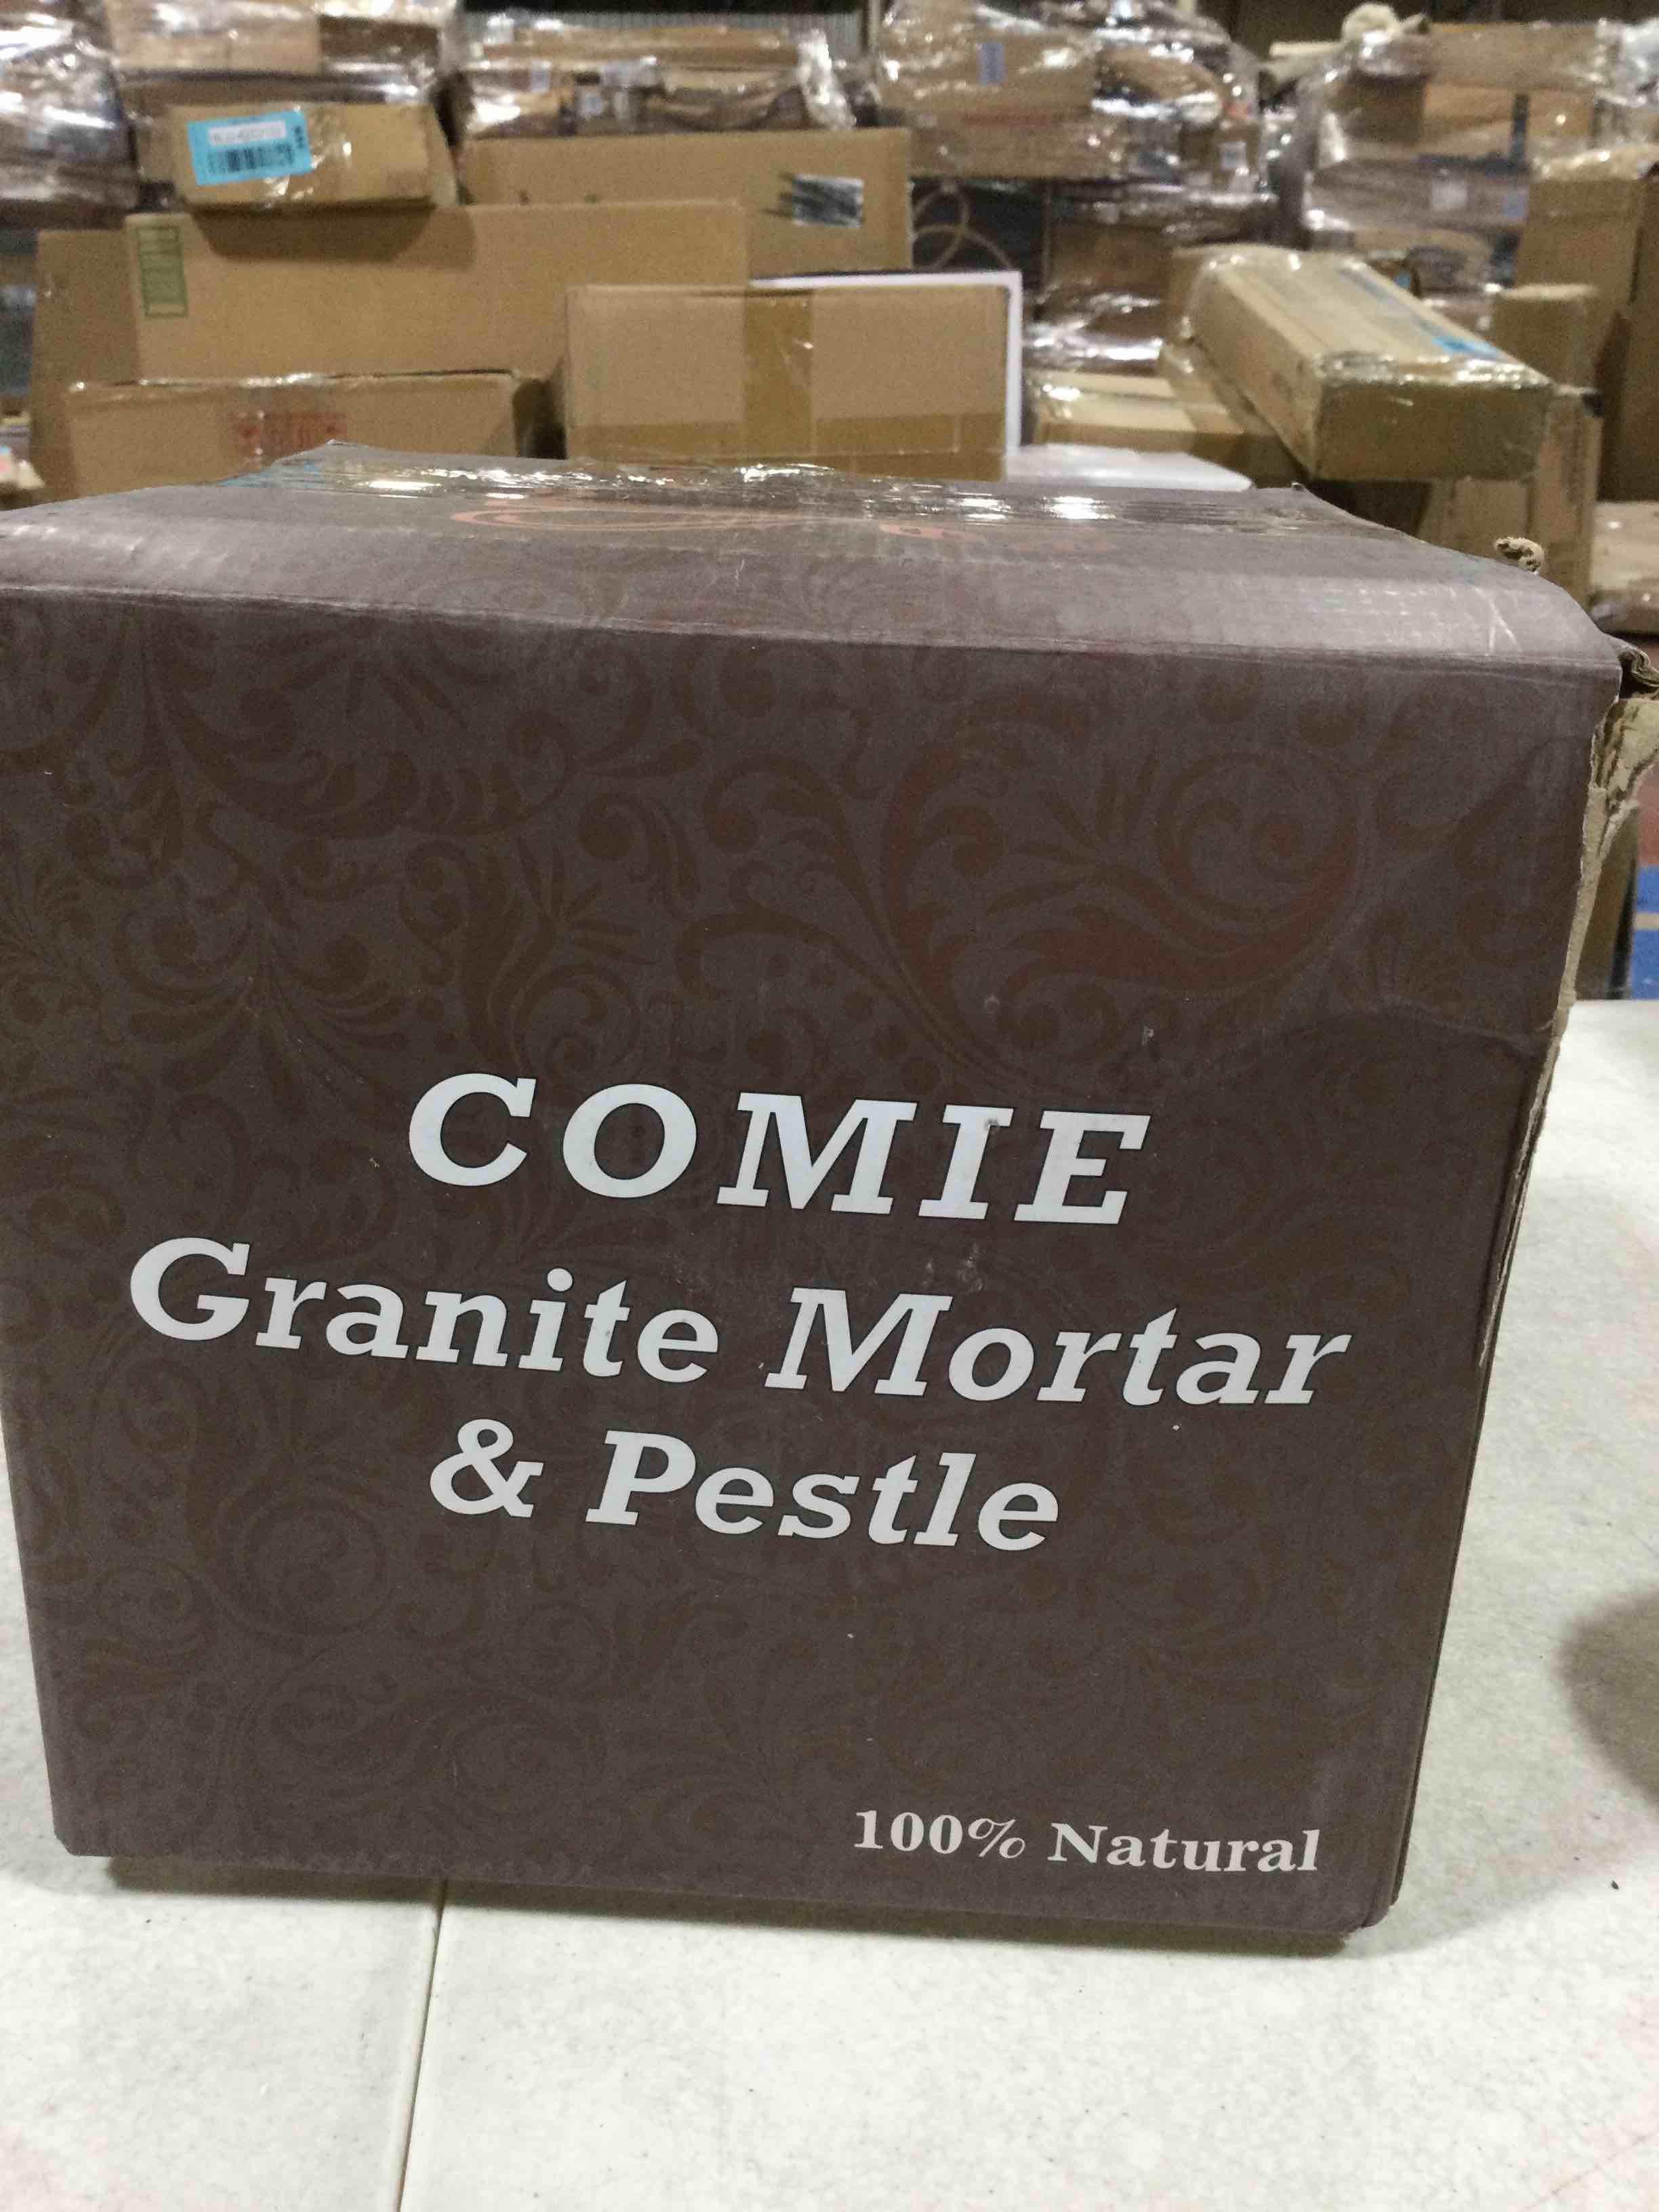 COMIE
Granite Mortar
& Pestle
100% Natural